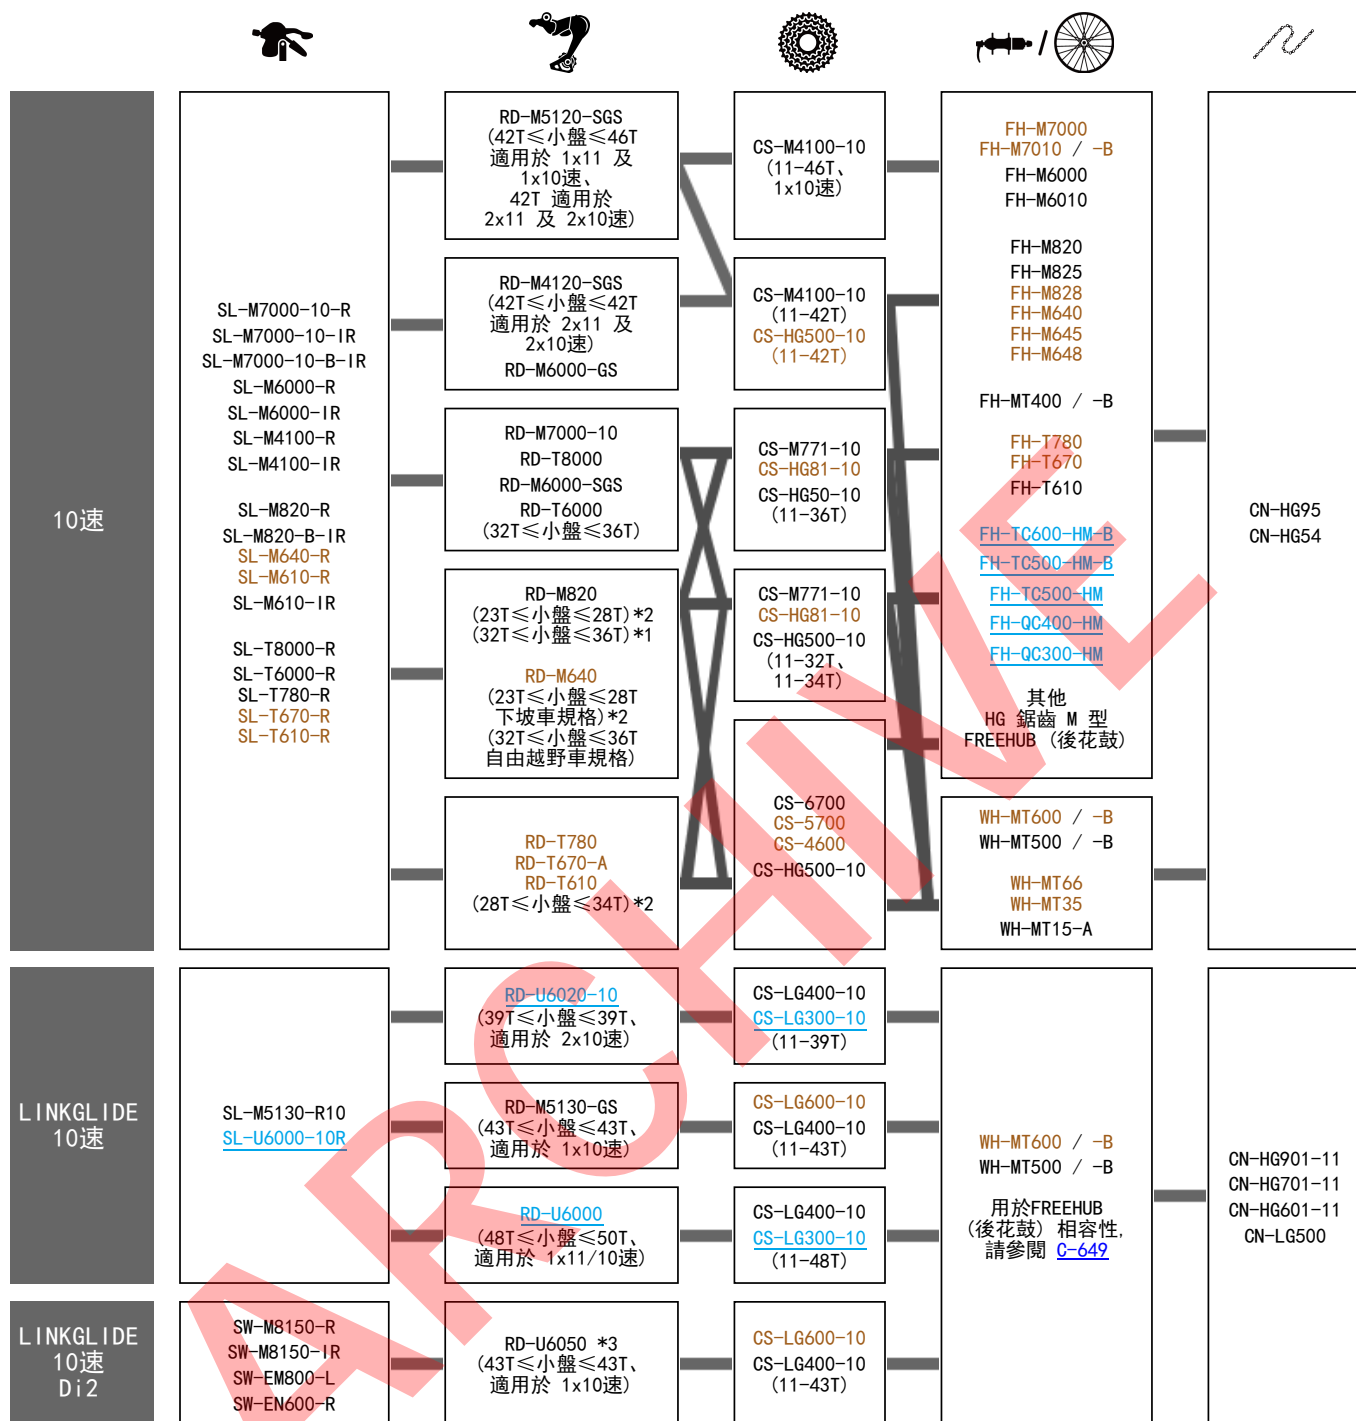 10速
SL-M7000-10-R
SL-M7000-10-IR
SL-M7000-10-B-IR
SL-M6000-R
SL-M6000-IR
SL-M4100-R
SL-M4100-IR
SL-M820-R
SL-M820-B-IR
SL-M640-R
SL-M610-R
SL-M610-IR
SL-T8000-R
SL-T6000-R
SL-T780-R
SL-T670-R
SL-T610-R
RD-M5120-SGS
(42T≤小盤≤46T
適用於 1x11 及
1x10速、
42T 適用於
2x11 及 2x10速)
RD-M4120-SGS
(42T≤小盤≤42T
適用於 2x11 及
2x10速)
RD-M6000-GS
RD-M7000-10
RD-T8000
RD-M6000-SGS
RD-T6000
(32T≤小盤≤36T)
RD-M820
(23T≤小盤≤28T)*2
(32T≤小盤≤36T)*1
RD-M640
(23T≤小盤≤28T
下坡車規格)*2
(32T≤小盤≤36T
自由越野車規格)
RD-T780
RD-T670-A
RD-T610
(28T≤小盤≤34T)*2
CS-M4100-10
(11-46T、
1x10速)
CS-M4100-10
(11-42T)
CS-HG500-10
(11-42T)
CS-M771-10
CS-HG81-10
CS-HG50-10
(11-36T)
CS-M771-10
CS-HG81-10
CS-HG500-10
(11-32T、
11-34T)
CS-6700
CS-5700
CS-4600
CS-HG500-10
FH-M7000
FH-M7010 / -B
FH-M6000
FH-M6010
FH-M820
FH-M825
FH-M828
FH-M640
FH-M645
FH-M648
FH-MT400 / -B
FH-T780
FH-T670
FH-T610
FH-TC600-HM-B
FH-TC500-HM-B
FH-TC500-HM
FH-QC400-HM
FH-QC300-HM
其他
HG 鋸齒 M 型
FREEHUB (後花鼓)
WH-MT600 / -B
WH-MT500 / -B
WH-MT66
WH-MT35
WH-MT15-A
CN-HG95
CN-HG54
LINKGLIDE
10速
SL-M5130-R10
SL-U6000-10R
RD-U6020-10
(39T≤小盤≤39T、
適用於 2x10速)
RD-M5130-GS
(43T≤小盤≤43T、
適用於 1x10速)
RD-U6000
(48T≤小盤≤50T、
適用於 1x11/10速)
CS-LG400-10
CS-LG300-10
(11-39T)
CS-LG600-10
CS-LG400-10
(11-43T)
CS-LG400-10
CS-LG300-10
(11-48T)
WH-MT600 / -B
WH-MT500 / -B
用於FREEHUB
(後花鼓) 相容性,
請參閱 C-649
CN-HG901-11
CN-HG701-11
CN-HG601-11
CN-LG500
LINKGLIDE
10速
Di2
SW-M8150-R
SW-M8150-IR
SW-EM800-L
SW-EN600-R
RD-U6050 *3
(43T≤小盤≤43T、
適用於 1x10速)
CS-LG600-10
CS-LG400-10
(11-43T)
ARCHIVE